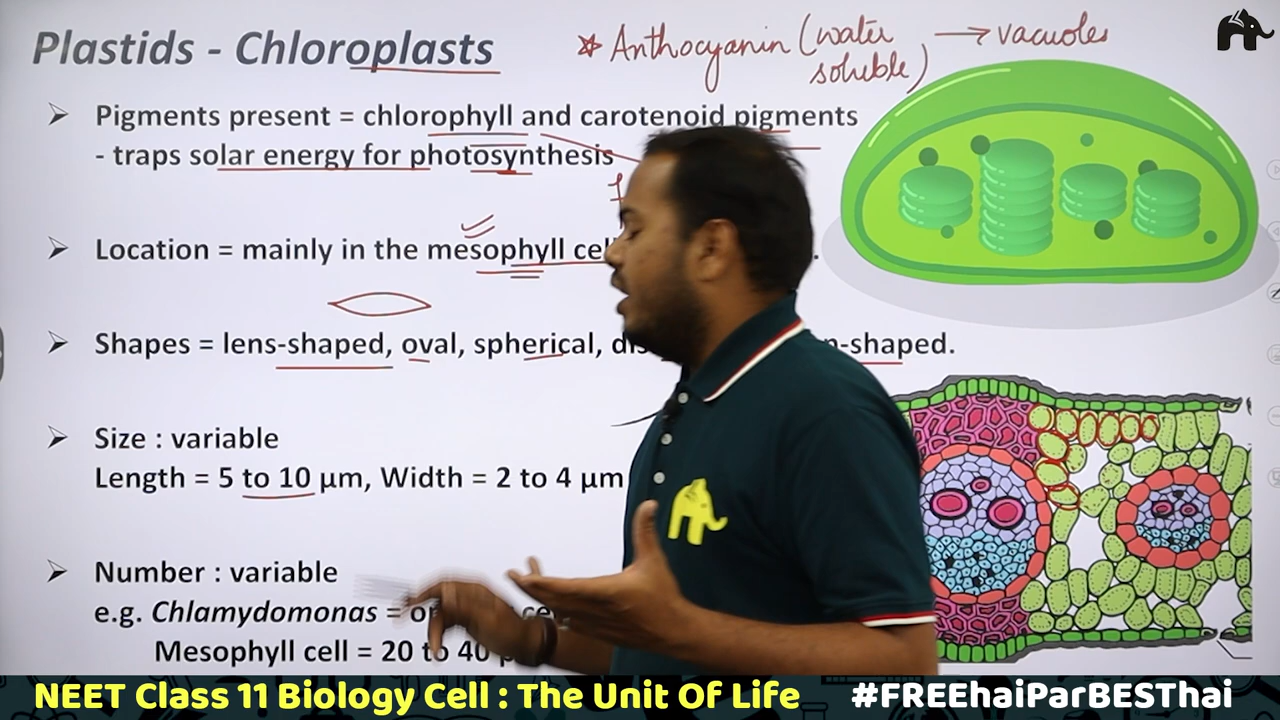 Plastids - Chloroplasts
* Anthocyanin (water soluble) → vacuoles
➢ Pigments present = chlorophyll and carotenoid pigments
- traps solar energy for photosynthesis
➢ Location = mainly in the mesophyll
➢ Shapes = lens-shaped, oval, spherical, -shaped.
➢ Size : variable
Length = 5 to 10 µm, Width = 2 to 4 µm
➢ Number : variable
e.g. Chlamydomonas =
Mesophyll cell = 20 to 40
NEET Class 11 Biology Cell : The Unit Of Life #FREEhaiParBESThai